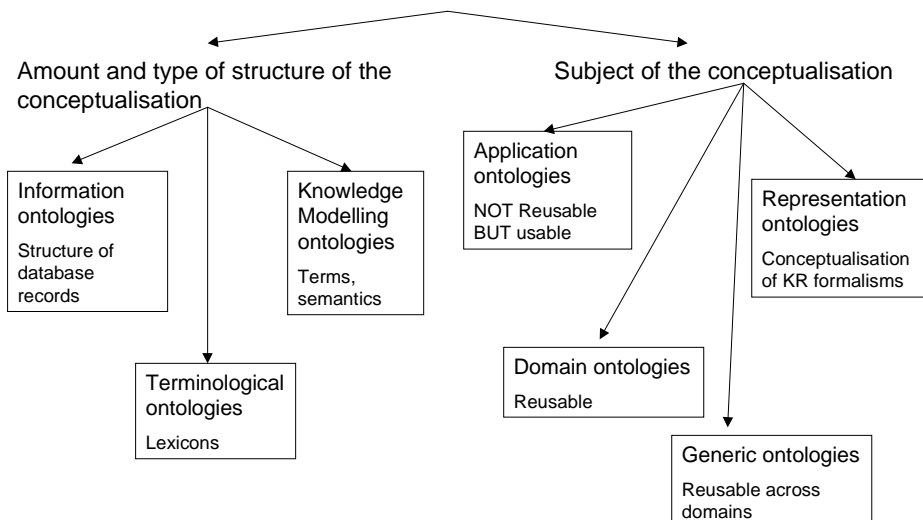 Amount and type of structure of the
conceptualisation
Subject of the conceptualisation
Information
ontologies
Structure of
database
records
Knowledge
Modelling
ontologies
Terms,
semantics
Terminological
ontologies
Lexicons
Application
ontologies
NOT Reusable
BUT usable
Representation
ontologies
Conceptualisation
of KR formalisms
Domain ontologies
Reusable
Generic ontologies
Reusable across
domains